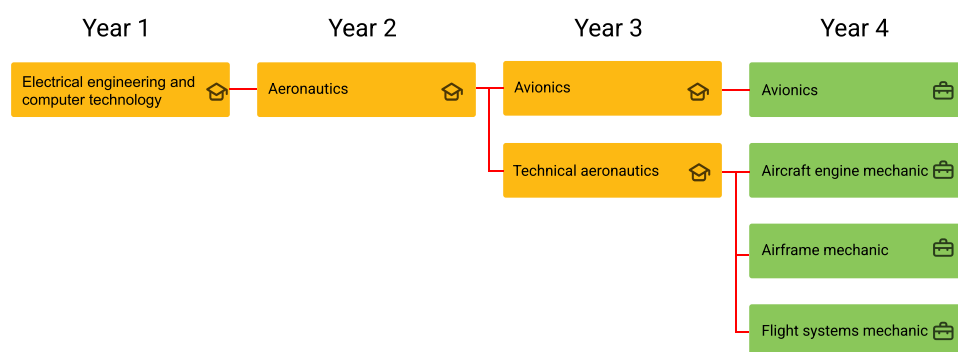 Year 1
Year 2
Year 3
Year 4
Electrical engineering and
computer technology
Aeronautics
Avionics
Avionics
Technical aeronautics
Aircraft engine mechanic
Airframe mechanic
Flight systems mechanic